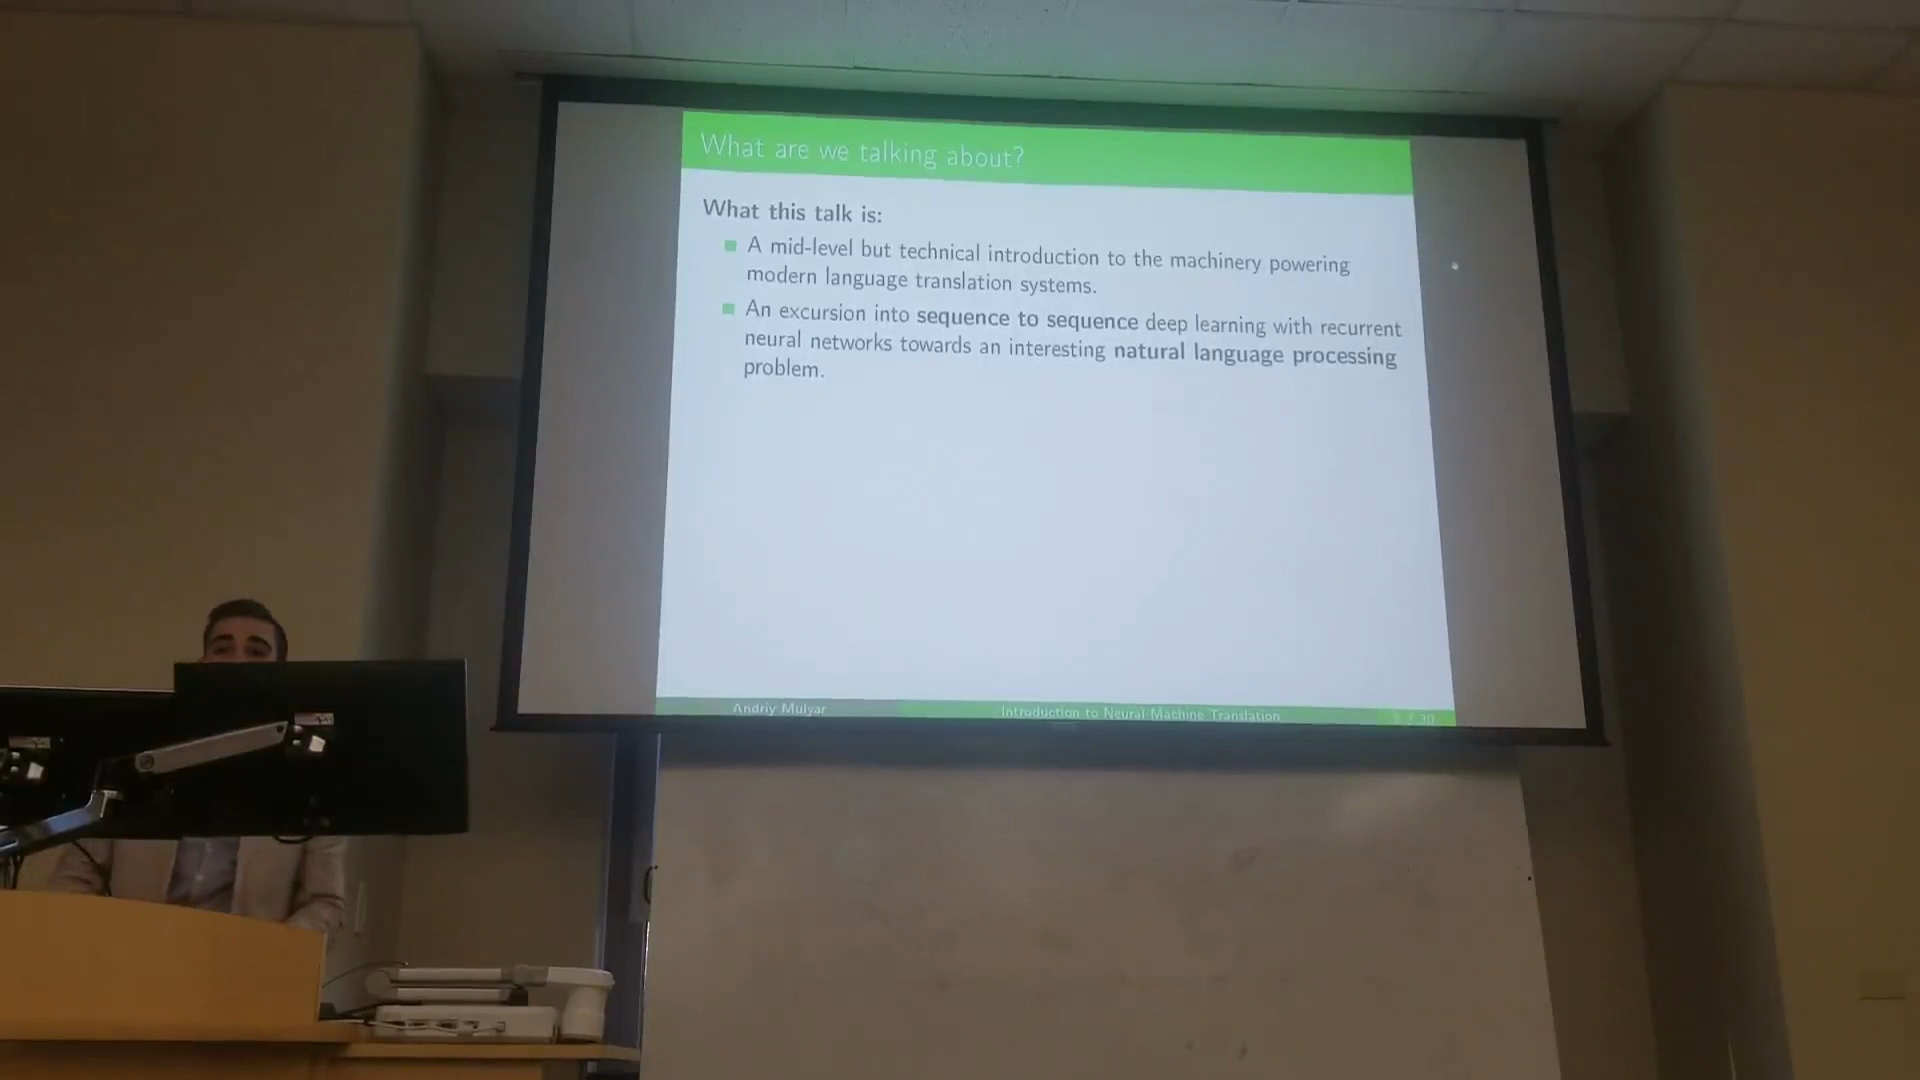 What are we talking about?
What this talk is:
A mid-level but technical introduction to the machinery powering
modern language translation systems.
An excursion into sequence to sequence deep learning with recurrent
neural networks towards an interesting natural language processing
problem.
Andriy Mulyar
Introduction to Neural Machine Translation
/ 30